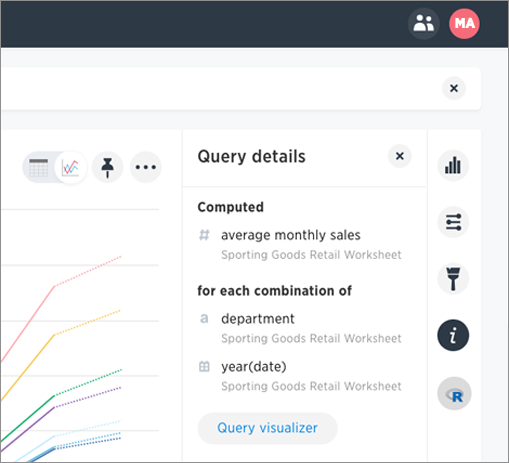 MA
Query details
Computed
# average monthly sales
Sporting Goods Retail Worksheet
for each combination of
a department
Sporting Goods Retail Worksheet
year(date)
Sporting Goods Retail Worksheet
i
R
Query visualizer